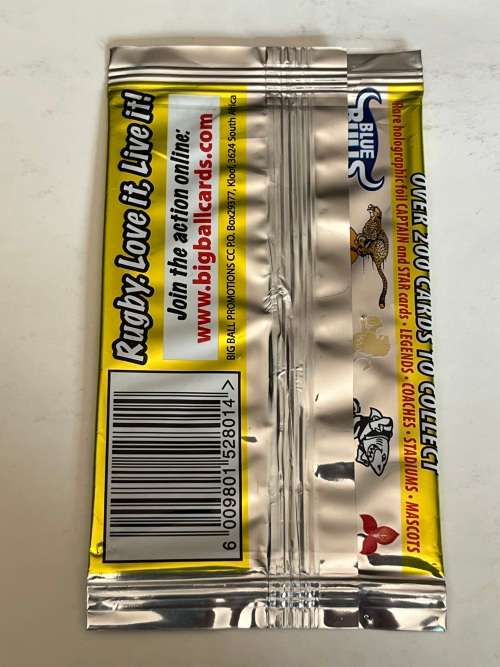 Rugby. Love it, Live it!
Join the action online:
www.bigballcards.com
BIG BALL PROMOTIONS CC P.O. Box29377, Kloof, 3624 South Africa
6 009801 528014 >
OVER 200 CARDS TO COLLECT
Rare holographic foil CAPTAIN and STAR cards • LEGENDS • COACHES • STADIUMS • MASCOTS
BLUE
BULLS